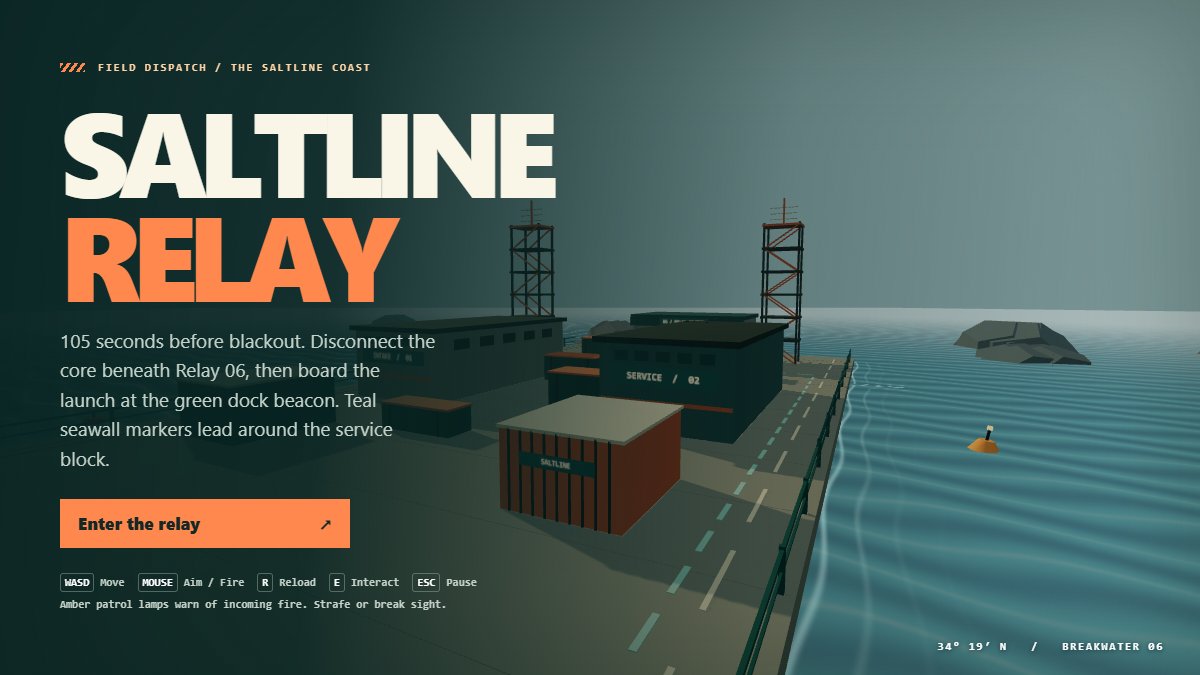 FIELD DISPATCH / THE SALTLINE COAST
SALTLINE
RELAY
105 seconds before blackout. Disconnect the
core beneath Relay 06, then board the
launch at the green dock beacon. Teal
seawall markers lead around the service
block.
Enter the relay ↗
WASD Move MOUSE Aim / Fire R Reload E Interact ESC Pause
Amber patrol lamps warn of incoming fire. Strafe or break sight.
SERVICE / 02
SALTLINE
34° 19′ N / BREAKWATER 06